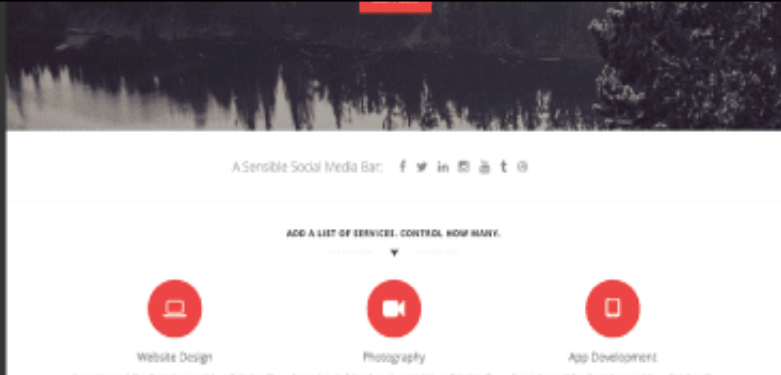 A Sensible Social Media Bar:
ADD A LIST OF SERVICES. CONTROL HOW MANY.
Website Design
Photography
App Development